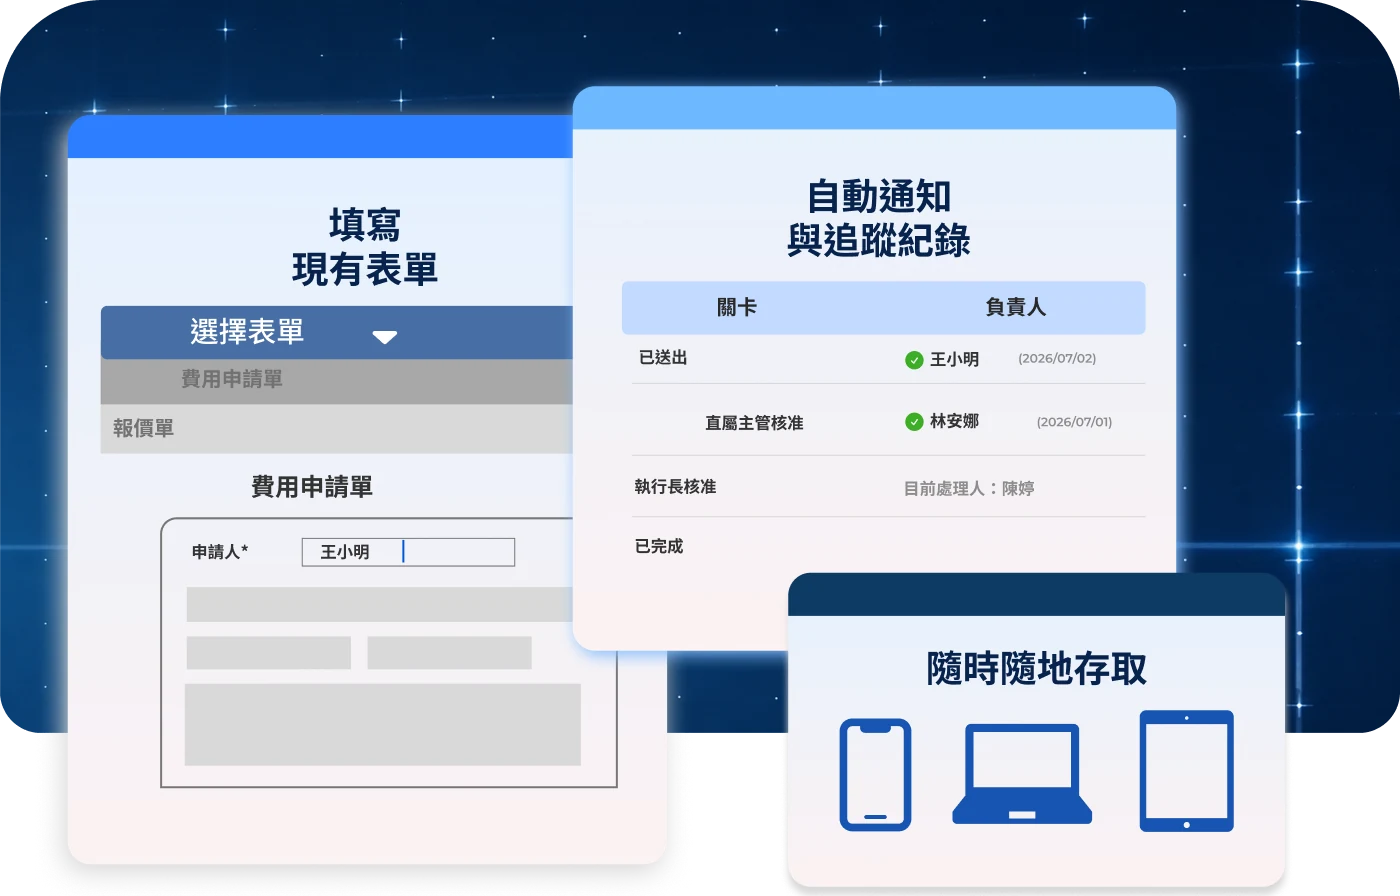 填寫
現有表單
選擇表單
費用申請單
報價單
費用申請單
申請人* 王小明
自動通知
與追蹤紀錄
關卡 負責人
已送出 王小明 (2026/07/02)
直屬主管核准 林安娜 (2026/07/01)
執行長核准 目前處理人：陳婷
已完成
隨時隨地存取